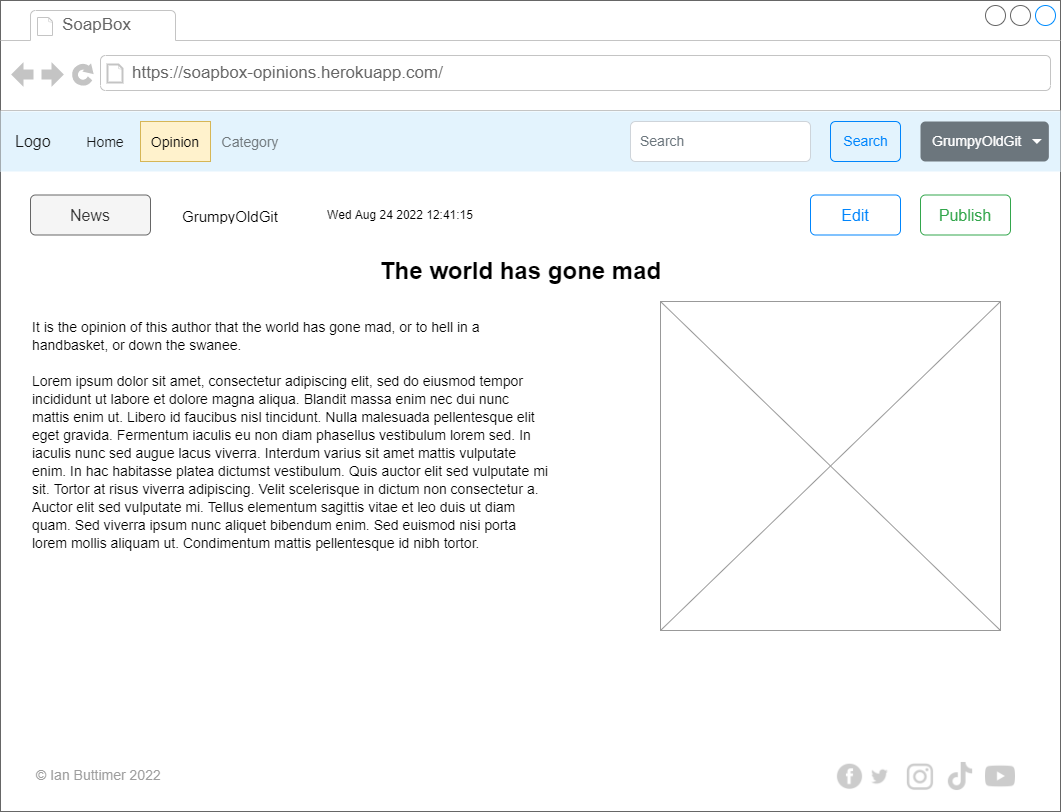 SoapBox
https://soapbox-opinions.herokuapp.com/
Logo Home Opinion Category Search Search GrumpyOldGit
News GrumpyOldGit Wed Aug 24 2022 12:41:15 Edit Publish
The world has gone mad
It is the opinion of this author that the world has gone mad, or to hell in a
handbasket, or down the swanee.
Lorem ipsum dolor sit amet, consectetur adipiscing elit, sed do eiusmod tempor
incididunt ut labore et dolore magna aliqua. Blandit massa enim nec dui nunc
mattis enim ut. Libero id faucibus nisl tincidunt. Nulla malesuada pellentesque elit
eget gravida. Fermentum iaculis eu non diam phasellus vestibulum lorem sed. In
iaculis nunc sed augue lacus viverra. Interdum varius sit amet mattis vulputate
enim. In hac habitasse platea dictumst vestibulum. Quis auctor elit sed vulputate mi
sit. Tortor at risus viverra adipiscing. Velit scelerisque in dictum non consectetur a.
Auctor elit sed vulputate mi. Tellus elementum sagittis vitae et leo duis ut diam
quam. Sed viverra ipsum nunc aliquet bibendum enim. Sed euismod nisi porta
lorem mollis aliquam ut. Condimentum mattis pellentesque id nibh tortor.
© Ian Buttimer 2022